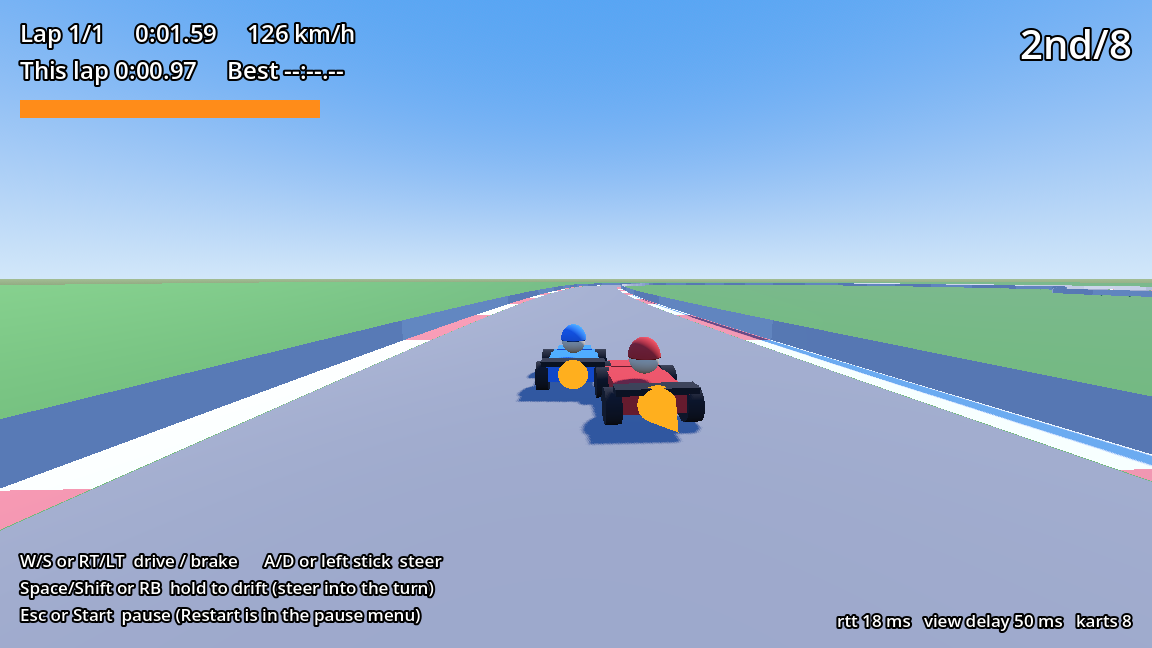 Lap 1/1 0:01.59 126 km/h
2nd/8
This lap 0:00.97 Best --:--.--
W/S or RT/LT drive / brake A/D or left stick steer
Space/Shift or RB hold to drift (steer into the turn)
Esc or Start pause (Restart is in the pause menu)
rtt 18 ms view delay 50 ms karts 8